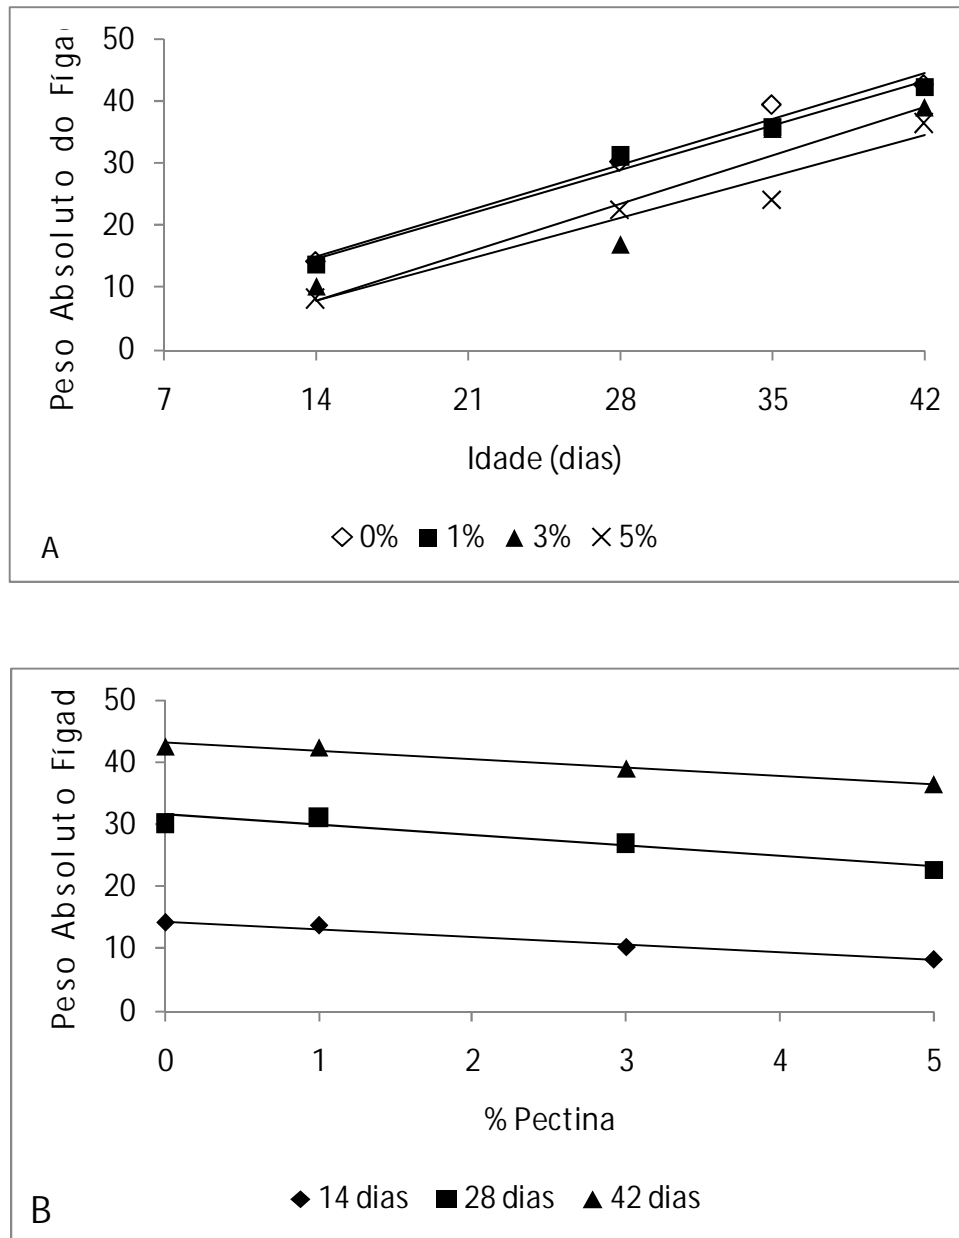 Peso Absoluto do Fíga
50
40
30
20
10
0
7 14 21 28 35 42
Idade (dias)
0% 1% 3% 5%
A
Peso Absoluto Fígad
50
40
30
20
10
0
0 1 2 3 4 5
% Pectina
14 dias 28 dias 42 dias
B